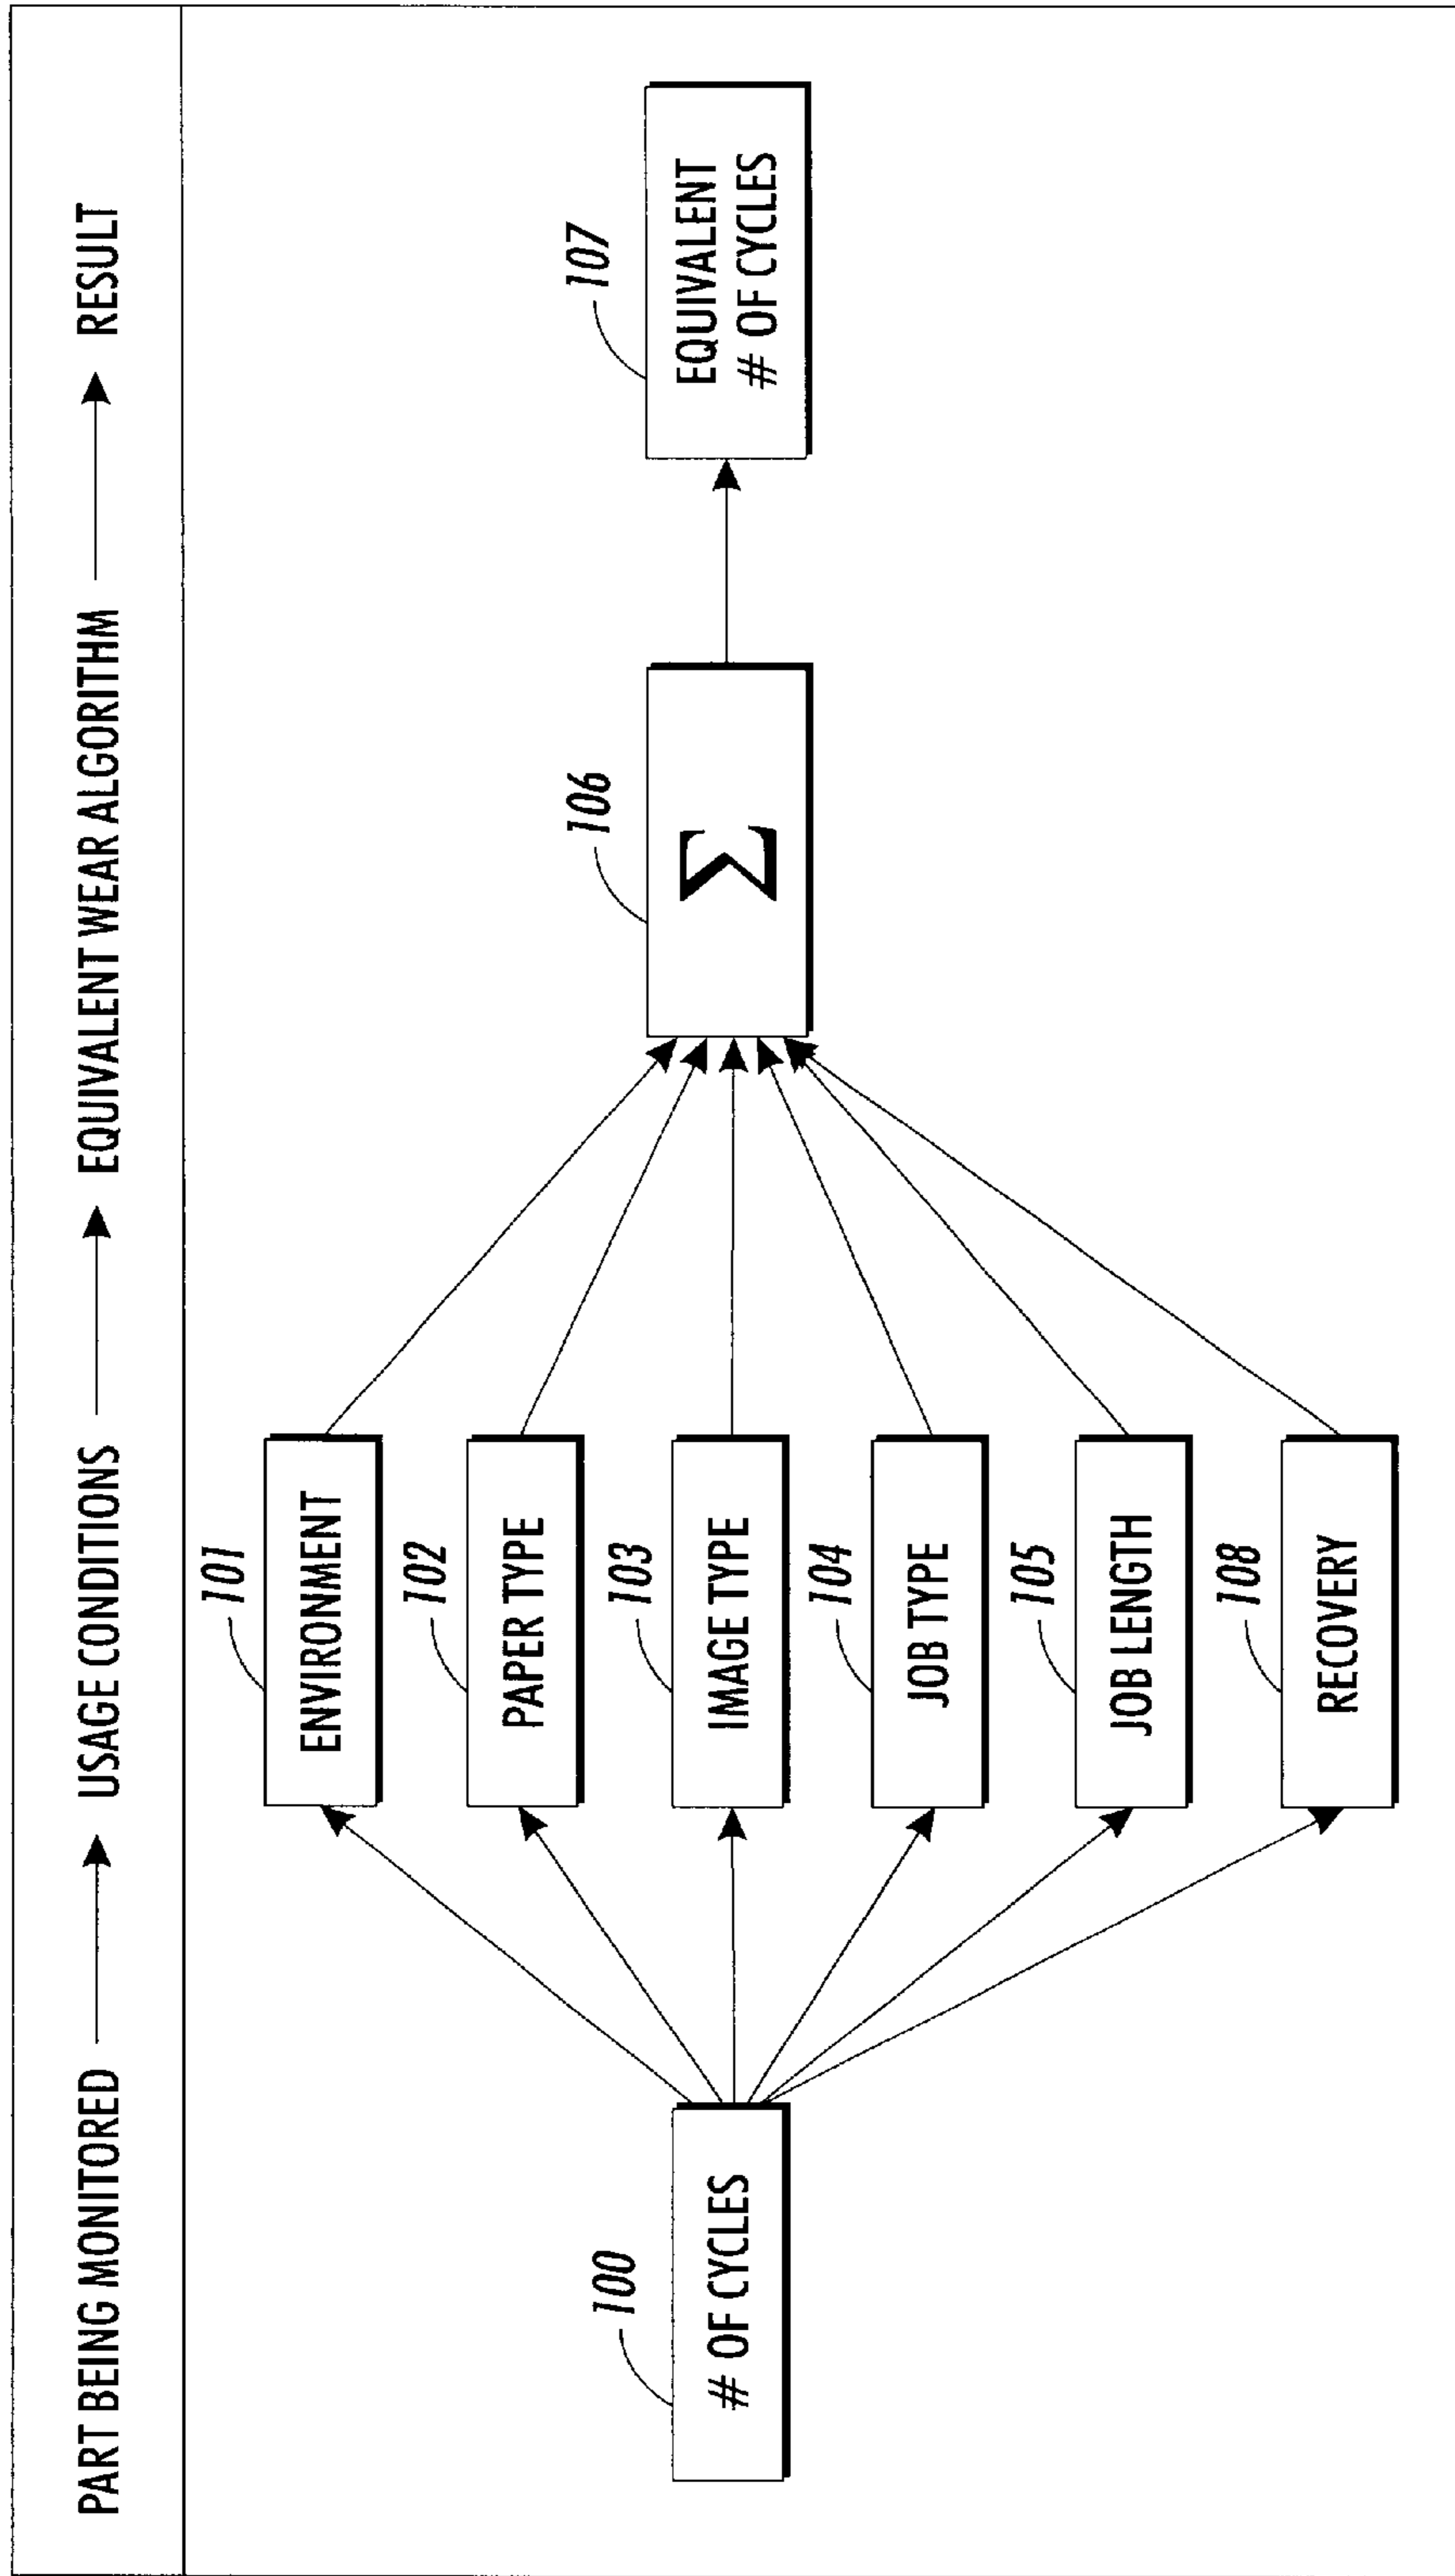 PART BEING MONITORED → USAGE CONDITIONS → EQUIVALENT WEAR ALGORITHM → RESULT
100
# OF CYCLES
101
ENVIRONMENT
102
PAPER TYPE
103
IMAGE TYPE
104
JOB TYPE
105
JOB LENGTH
108
RECOVERY
106
Σ
107
EQUIVALENT
# OF CYCLES